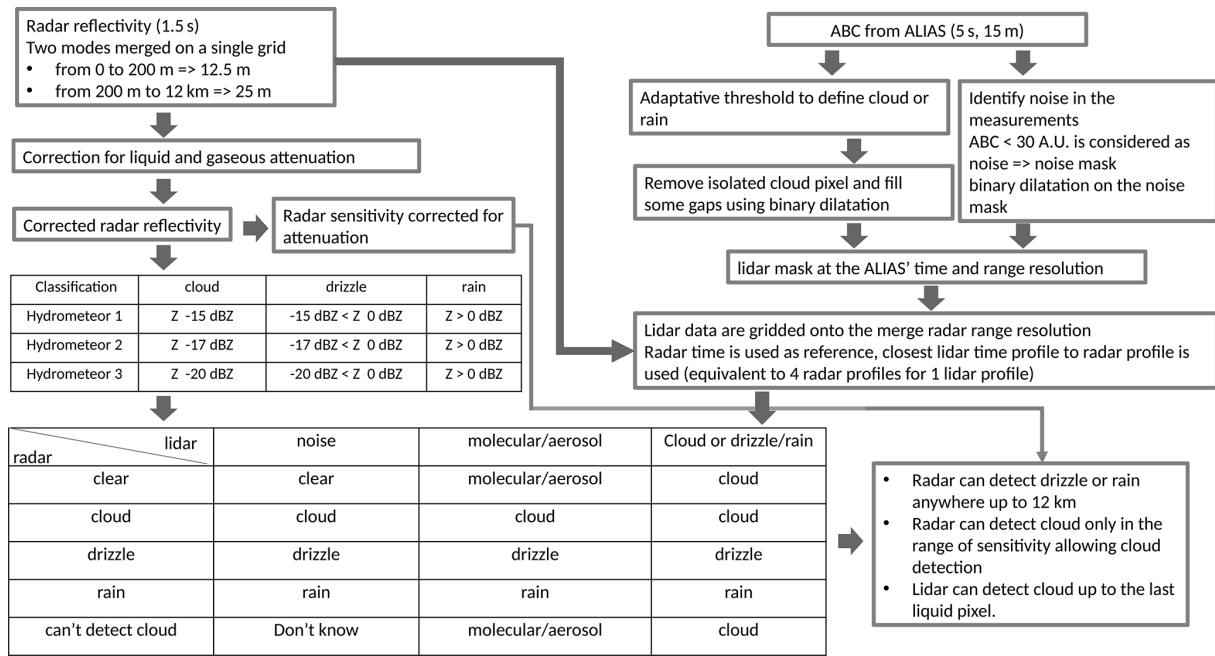 Radar reflectivity (1.5 s)
Two modes merged on a single grid
• from 0 to 200 m => 12.5 m
• from 200 m to 12 km => 25 m
Correction for liquid and gaseous attenuation
Corrected radar reflectivity
Radar sensitivity corrected for
attenuation
Classification cloud drizzle rain
Hydrometeor 1 Z -15 dBZ -15 dBZ < Z 0 dBZ Z > 0 dBZ
Hydrometeor 2 Z -17 dBZ -17 dBZ < Z 0 dBZ Z > 0 dBZ
Hydrometeor 3 Z -20 dBZ -20 dBZ < Z 0 dBZ Z > 0 dBZ
ABC from ALIAS (5 s, 15 m)
Adaptative threshold to define cloud or
rain
Remove isolated cloud pixel and fill
some gaps using binary dilatation
Identify noise in the
measurements
ABC < 30 A.U. is considered as
noise => noise mask
binary dilatation on the noise
mask
lidar mask at the ALIAS’ time and range resolution
Lidar data are gridded onto the merge radar range resolution
Radar time is used as reference, closest lidar time profile to radar profile is
used (equivalent to 4 radar profiles for 1 lidar profile)
lidar
radar
noise molecular/aerosol Cloud or drizzle/rain
clear clear molecular/aerosol cloud
cloud cloud cloud cloud
drizzle drizzle drizzle drizzle
rain rain rain rain
can’t detect cloud Don’t know molecular/aerosol cloud
• Radar can detect drizzle or rain
anywhere up to 12 km
• Radar can detect cloud only in the
range of sensitivity allowing cloud
detection
• Lidar can detect cloud up to the last
liquid pixel.